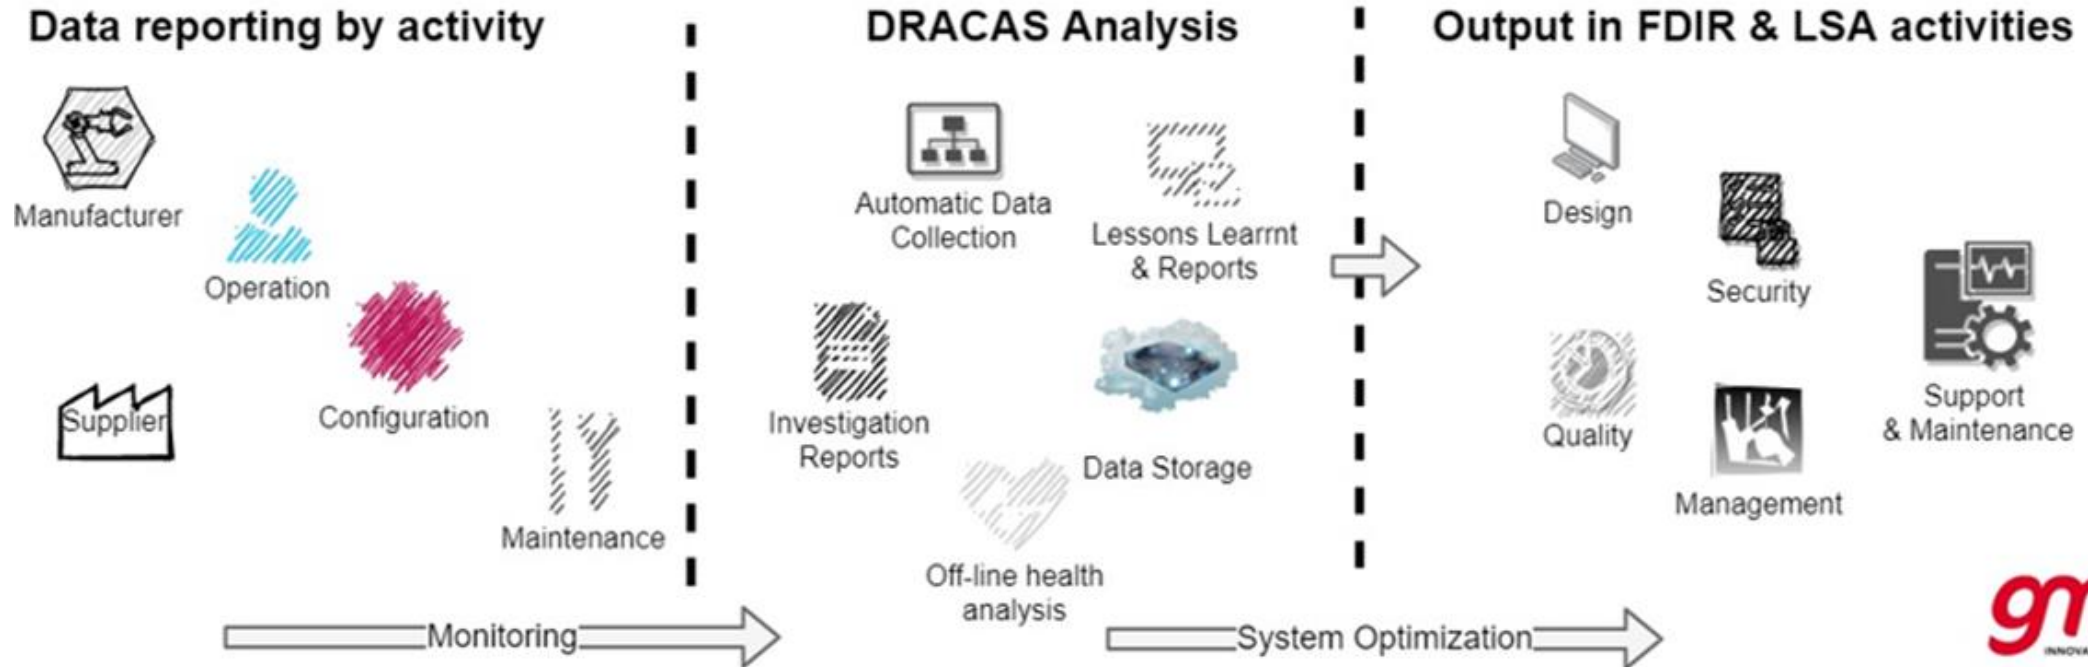 Data reporting by activity
DRACAS Analysis
Output in FDIR & LSA activities
Manufacturer
Operation
Supplier
Configuration
Maintenance
Automatic Data
Collection
Lessons Learrnt
& Reports
Investigation
Reports
Data Storage
Off-line health
analysis
Design
Security
Quality
Management
Support
& Maintenance
Monitoring
System Optimization